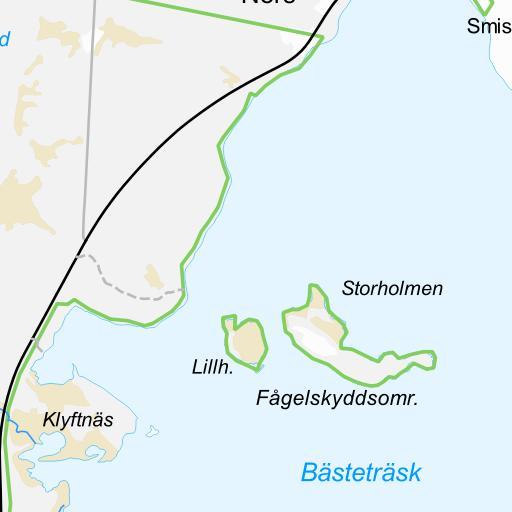 Smis
Storholmen
Lillh.
Fågelskyddsomr.
Klyftnäs
Bästeträsk